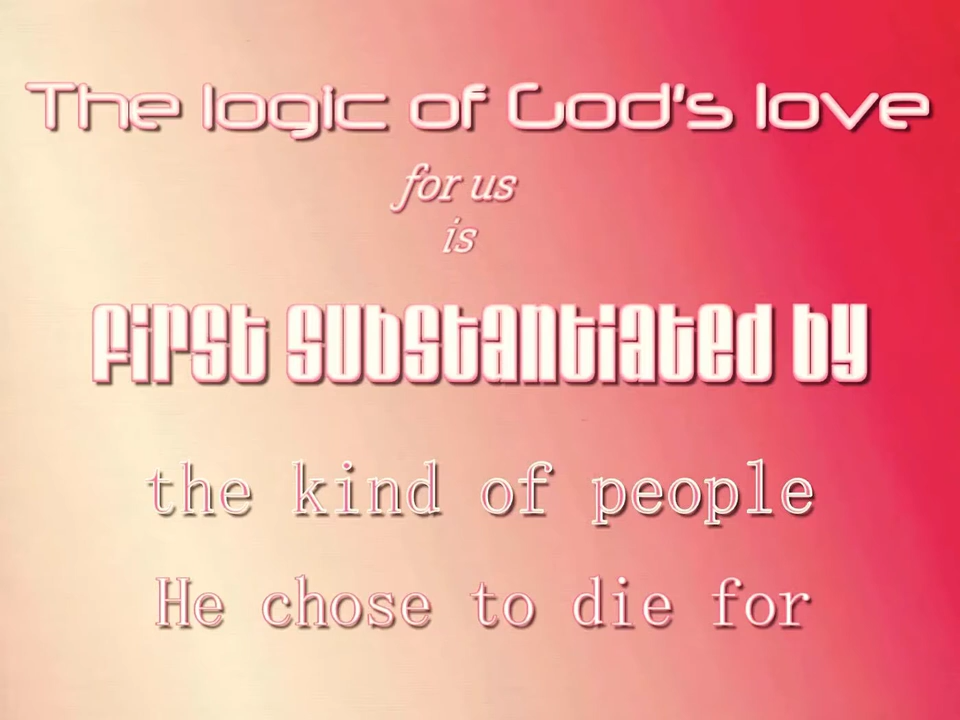 The logic of God's love
for us
is
first substantiated by
the kind of people
He chose to die for